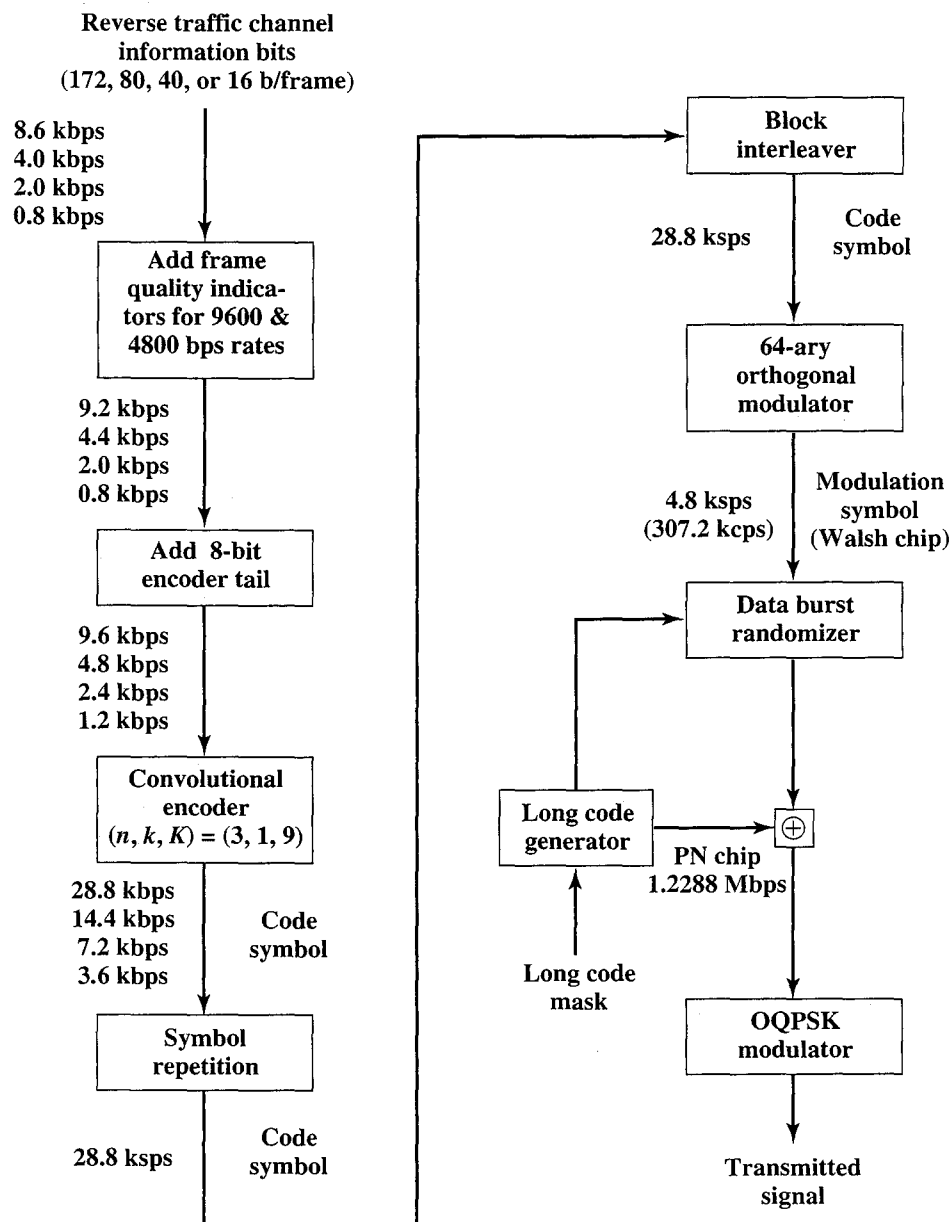 Reverse traffic channel
information bits
(172, 80, 40, or 16 b/frame)
8.6 kbps
4.0 kbps
2.0 kbps
0.8 kbps
Add frame
quality indica-
tors for 9600 &
4800 bps rates
9.2 kbps
4.4 kbps
2.0 kbps
0.8 kbps
Add 8-bit
encoder tail
9.6 kbps
4.8 kbps
2.4 kbps
1.2 kbps
Convolutional
encoder
(n, k, K) = (3, 1, 9)
28.8 kbps
14.4 kbps
7.2 kbps
3.6 kbps
Code
symbol
Symbol
repetition
28.8 ksps
Code
symbol
Block
interleaver
28.8 ksps
Code
symbol
64-ary
orthogonal
modulator
4.8 ksps
(307.2 kcps)
Modulation
symbol
(Walsh chip)
Data burst
randomizer
Long code
generator
PN chip
1.2288 Mbps
Long code
mask
OQPSK
modulator
Transmitted
signal